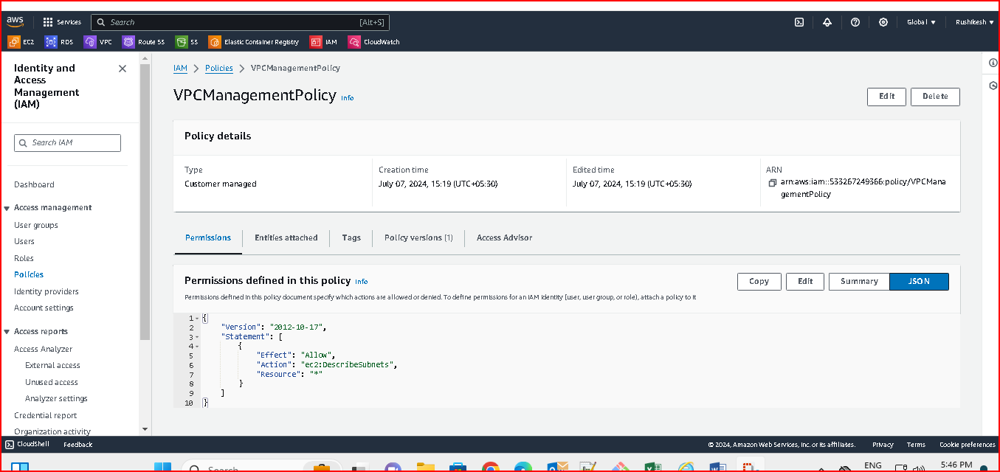 aws
Services
Search
[Alt+S]
Global ▼
Rushikesh ▼
EC2
RDS
VPC
Route 53
S3
Elastic Container Registry
IAM
CloudWatch
Identity and
Access
Management
(IAM)
Search IAM
Dashboard
Access management
User groups
Users
Roles
Policies
Identity providers
Account settings
Access reports
Access Analyzer
External access
Unused access
Analyzer settings
Credential report
Organization activity
IAM > Policies > VPCManagementPolicy
VPCManagementPolicy Info
Edit
Delete
Policy details
Type
Customer managed
Creation time
July 07, 2024, 15:19 (UTC+05:30)
Edited time
July 07, 2024, 15:19 (UTC+05:30)
ARN
arn:aws:iam::533267249366:policy/VPCMana
gementPolicy
Permissions
Entities attached
Tags
Policy versions (1)
Access Advisor
Permissions defined in this policy Info
Permissions defined in this policy document specify which actions are allowed or denied. To define permissions for an IAM identity (user, user group, or role), attach a policy to it
Copy
Edit
Summary
JSON
1 {
2 "Version": "2012-10-17",
3 "Statement": [
4 {
5 "Effect": "Allow",
6 "Action": "ec2:DescribeSubnets",
7 "Resource": "*"
8 }
9 ]
10 }
CloudShell
Feedback
© 2024, Amazon Web Services, Inc. or its affiliates.
Privacy
Terms
Cookie preferences
Search
ENG
5:46 PM